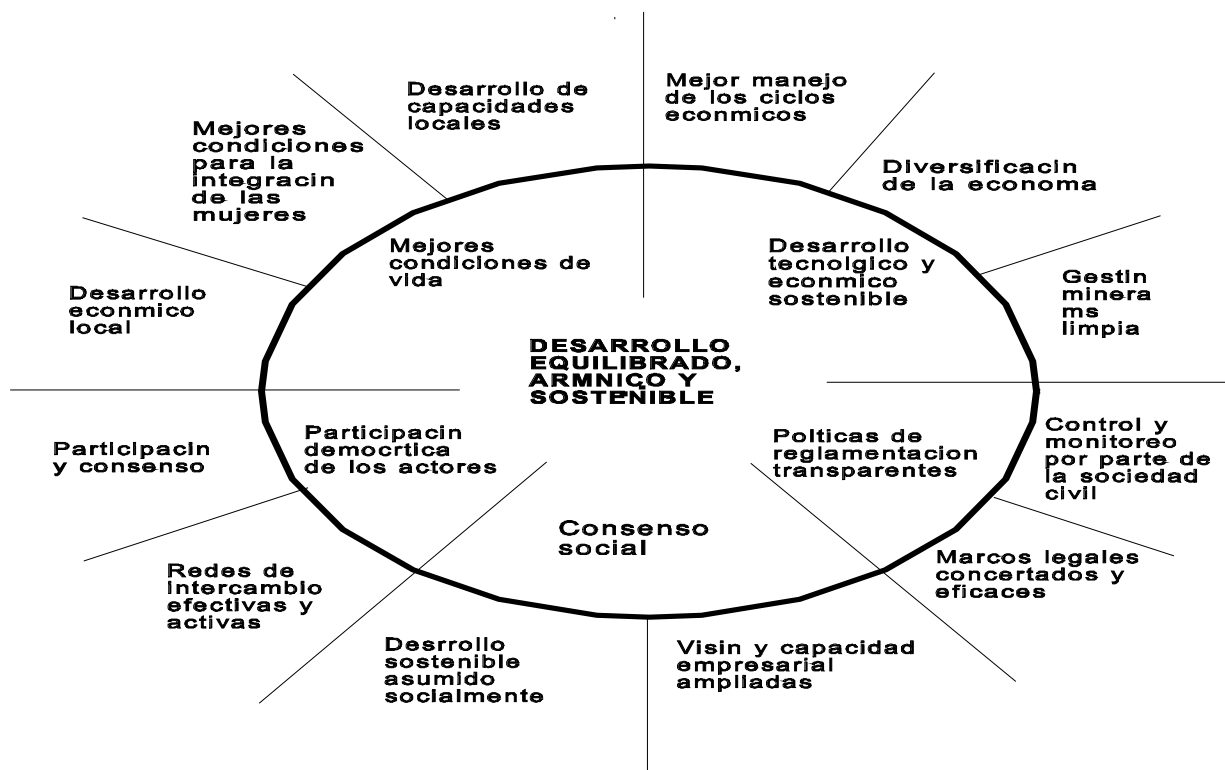 Desarrollo de
capacidades
locales
Mejor manejo
de los ciclos
econmicos
Mejores
condiciones
para la
integracin
de las
mujeres
Diversificacin
de la economa
Mejores
condiciones de
vida
Desarrollo
tecnolgico y
econmico
sostenible
Gestin
minera
ms
limpia
Desarrollo
econmico
local
DESARROLLO
EQUILIBRADO,
ARMNICO Y
SOSTENIBLE
Participacin
y consenso
Participacin
democrtica
de los actores
Polticas de
reglamentacion
transparentes
Control y
monitoreo
por parte de
la sociedad
civil
Consenso
social
Redes de
intercambio
efectivas y
activas
Marcos legales
concertados y
eficaces
Desrrollo
sostenible
asumido
socialmente
Visin y capacidad
empresarial
ampliadas